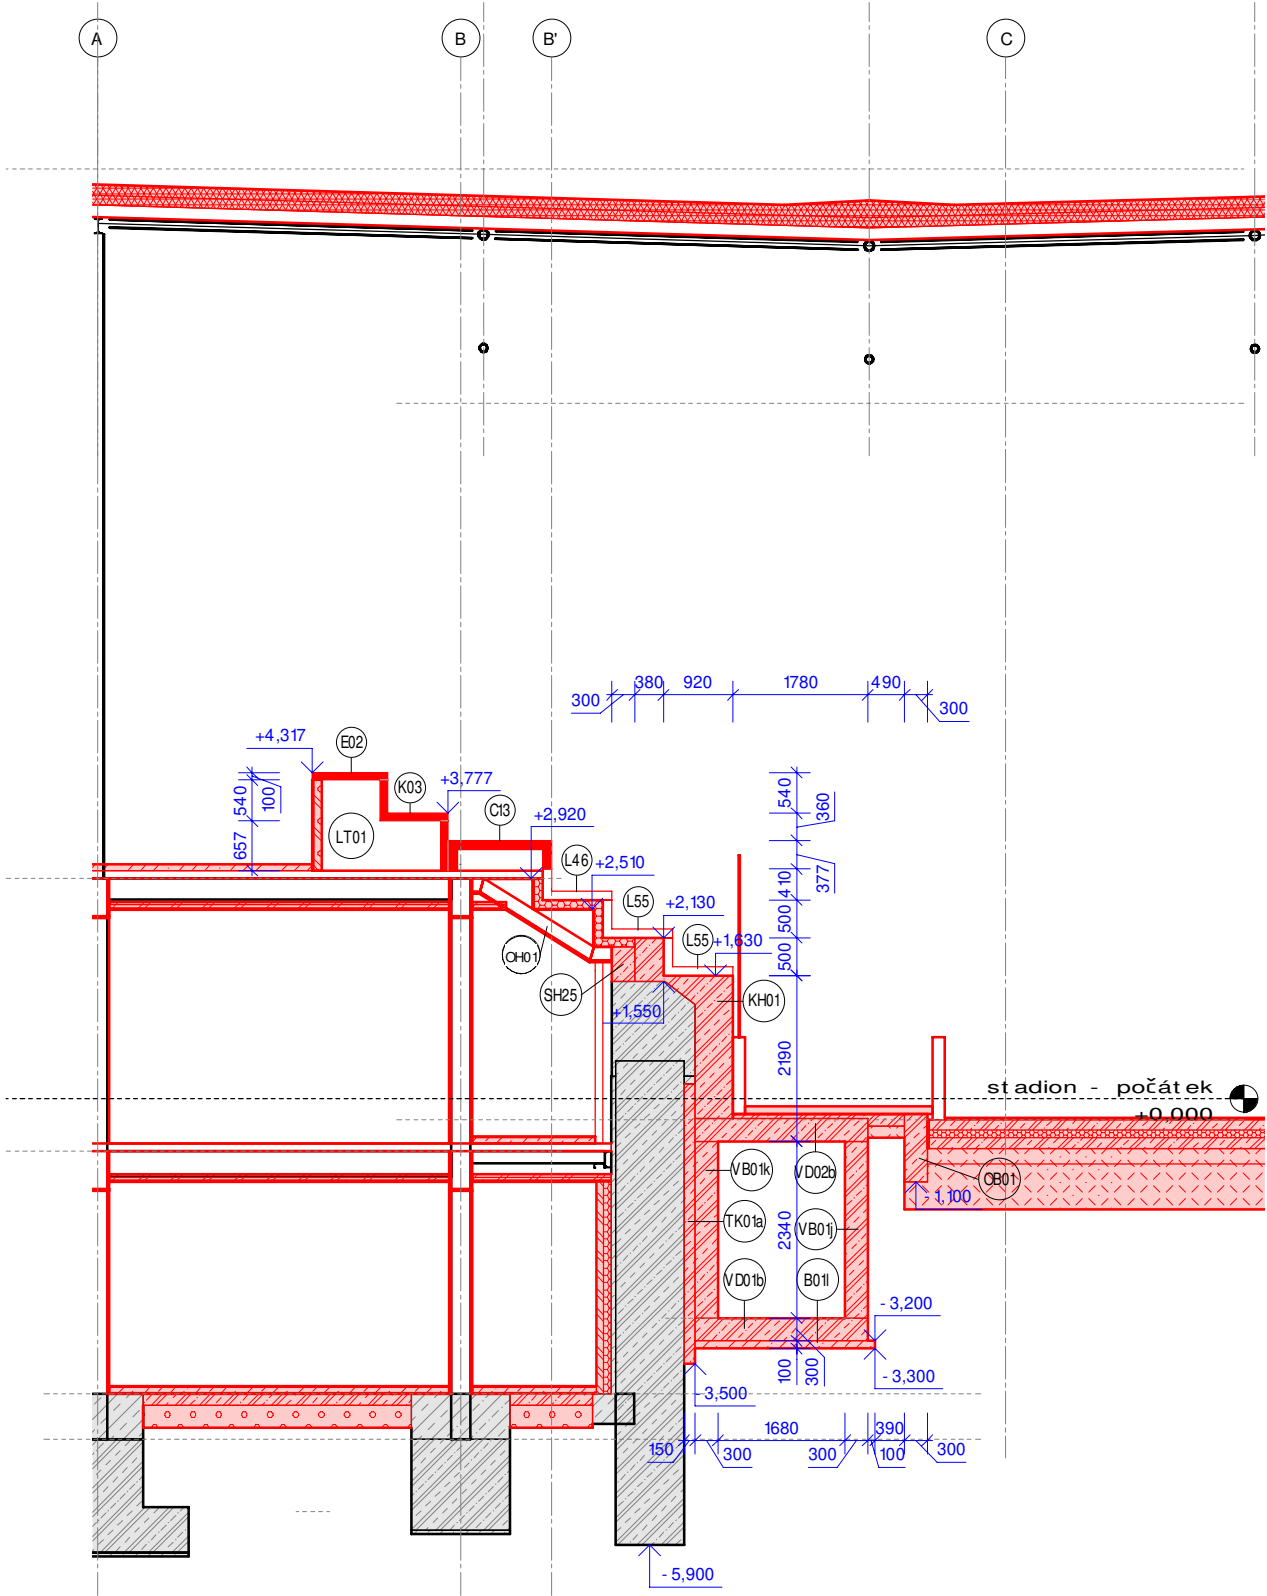 A
B
B'
C
380
920
1780
490
300
300
+4,317
E02
K03
+3,777
C13
+2,920
540
100
657
LT01
540
360
L46
+2,510
410
377
L55
+2,130
500
L55
+1,630
500
OH01
SH25
KH01
+1,550
2190
stadion - počátek
+0,000
VB01k
VD02b
OB01
- 1,100
TK01a
VB01j
2340
VD01b
B01l
- 3,200
100
300
- 3,300
- 3,500
1680
390
150
300
300
100
300
- 5,900